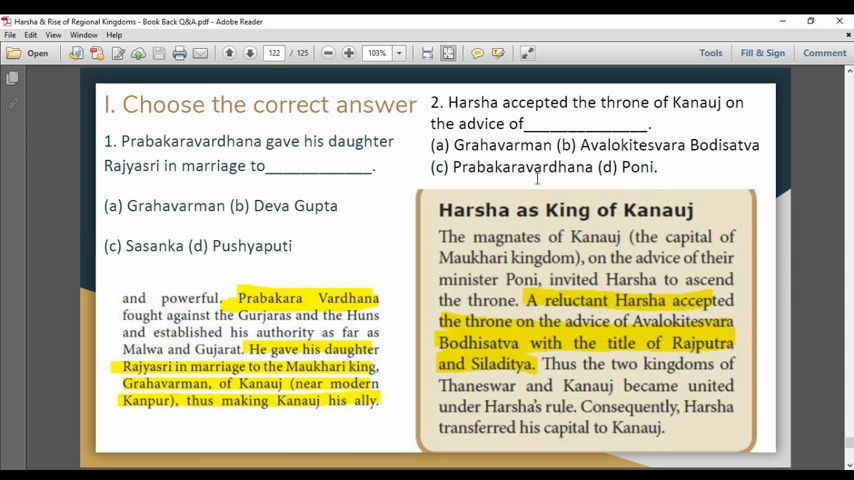 Harsha & Rise of Regional Kingdoms - Book Back Q&A.pdf - Adobe Reader
File Edit View Window Help
Open
122 / 125
103%
Tools Fill & Sign Comment
I. Choose the correct answer
1. Prabakaravardhana gave his daughter
Rajyasri in marriage to____________.
(a) Grahavarman (b) Deva Gupta
(c) Sasanka (d) Pushyaputi
and powerful. Prabakara Vardhana
fought against the Gurjaras and the Huns
and established his authority as far as
Malwa and Gujarat. He gave his daughter
Rajyasri in marriage to the Maukhari king,
Grahavarman, of Kanauj (near modern
Kanpur), thus making Kanauj his ally.
2. Harsha accepted the throne of Kanauj on
the advice of______________.
(a) Grahavarman (b) Avalokitesvara Bodisatva
(c) Prabakaravardhana (d) Poni.
Harsha as King of Kanauj
The magnates of Kanauj (the capital of
Maukhari kingdom), on the advice of their
minister Poni, invited Harsha to ascend
the throne. A reluctant Harsha accepted
the throne on the advice of Avalokitesvara
Bodhisatva with the title of Rajputra
and Siladitya. Thus the two kingdoms of
Thaneswar and Kanauj became united
under Harsha's rule. Consequently, Harsha
transferred his capital to Kanauj.